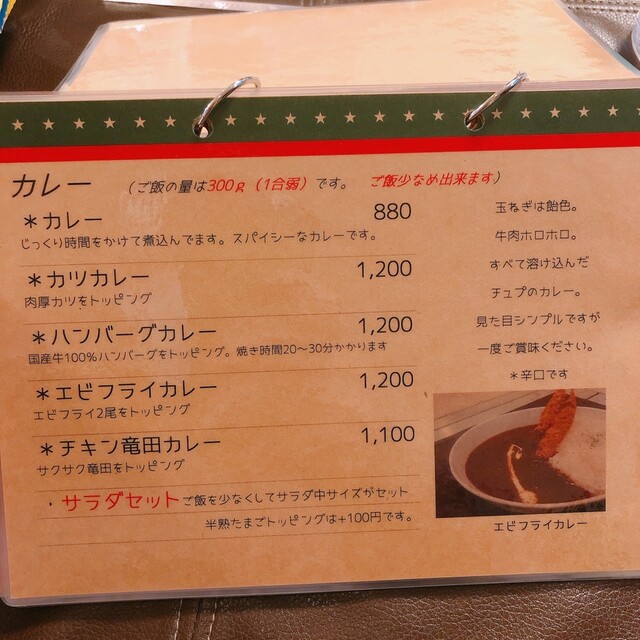 カレー (ご飯の量は300g(1合弱)です。 ご飯少なめ出来ます)
＊カレー 880
じっくり時間をかけて煮込んでます。スパイシーなカレーです。
＊カツカレー 1,200
肉厚カツをトッピング
＊ハンバーグカレー 1,200
国産牛100%ハンバーグをトッピング。焼き時間20～30分かかります
＊エビフライカレー 1,200
エビフライ2尾をトッピング
＊チキン竜田カレー 1,100
サクサク竜田をトッピング
・サラダセット ご飯を少なくしてサラダ中サイズがセット
半熟たまごトッピングは+100円です。
玉ねぎは飴色。
牛肉ホロホロ。
すべて溶け込んだ
チュプのカレー。
見た目シンプルですが
一度ご賞味ください。
＊辛口です
エビフライカレー